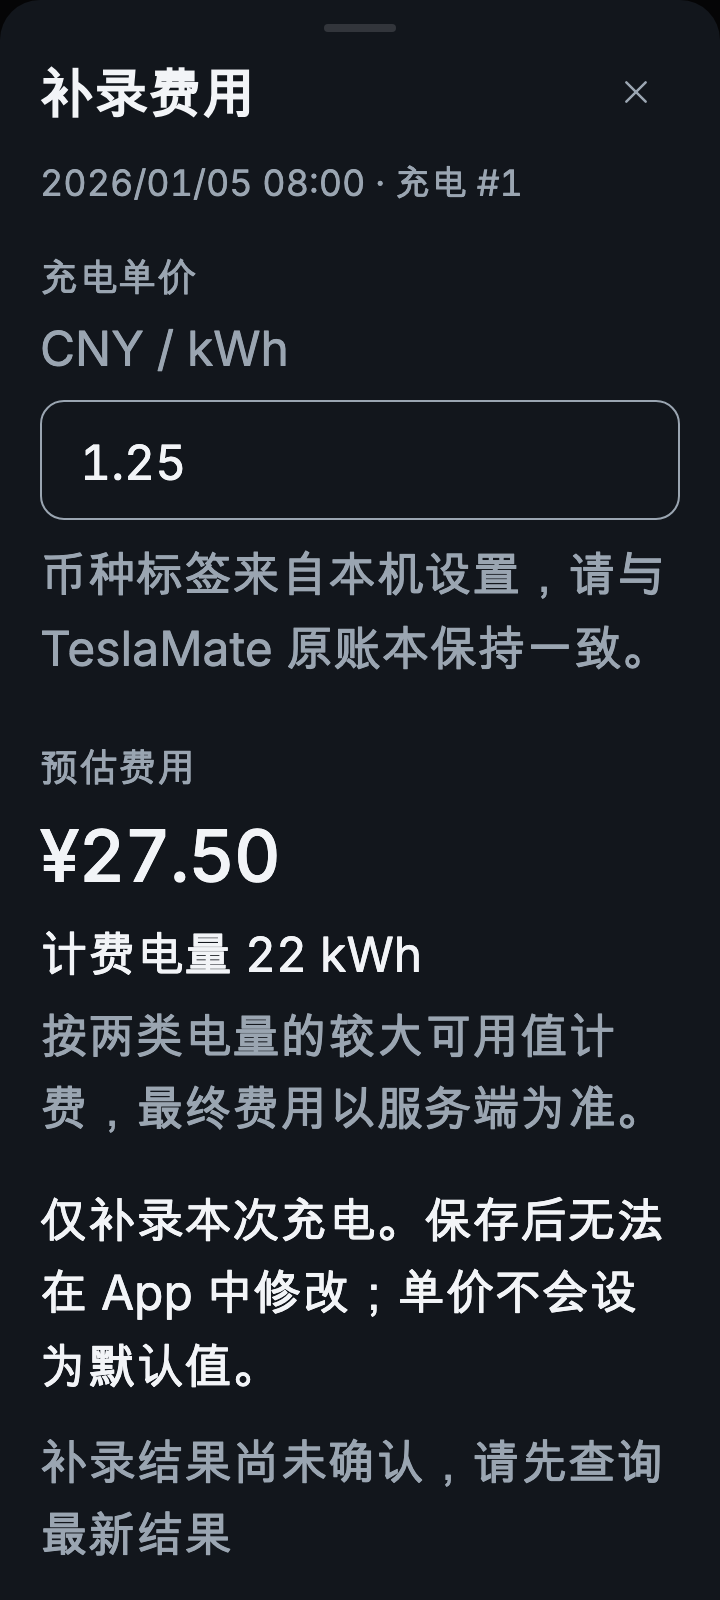 补录费用
2026/01/05 08:00 · 充电 #1
充电单价
CNY / kWh
1.25
币种标签来自本机设置，请与
TeslaMate 原账本保持一致。
预估费用
¥27.50
计费电量 22 kWh
按两类电量的较大可用值计
费，最终费用以服务端为准。
仅补录本次充电。保存后无法
在 App 中修改；单价不会设
为默认值。
补录结果尚未确认，请先查询
最新结果